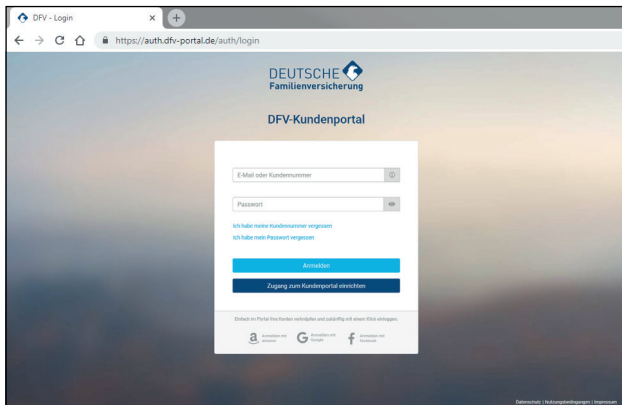 DFV - Login
https://auth.dfv-portal.de/auth/login
DEUTSCHE
Familienversicherung
DFV-Kundenportal
E-Mail oder Kundennummer
Passwort
Ich habe meine Kundennummer vergessen
Ich habe mein Passwort vergessen
Anmelden
Zugang zum Kundenportal einrichten
Einfach im Portal Ihre Konten verknüpfen und zukünftig mit einem Klick einloggen.
Anmelden mit
amazon
Anmelden mit
Google
Anmelden mit
facebook
Datenschutz | Nutzungsbedingungen | Impressum